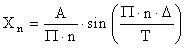 Xn = A / (П · n) · sin(П · n · Δ / T)